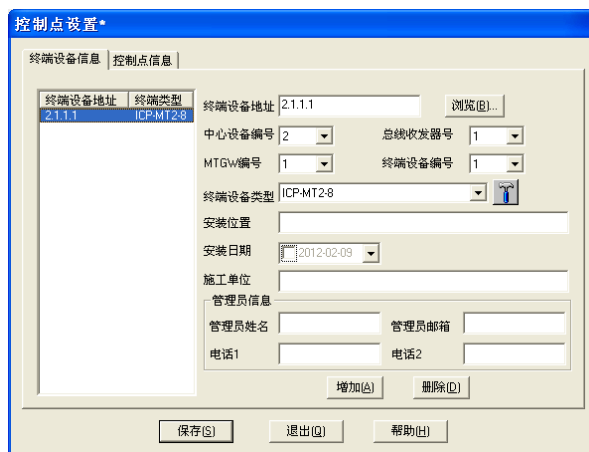 控制点设置*
终端设备信息 控制点信息
终端设备地址 终端类型
2.1.1.1 ICP-MT2-8
终端设备地址 2.1.1.1 浏览(B)...
中心设备编号 2 总线收发器号 1
MTGW编号 1 终端设备编号 1
终端设备类型 ICP-MT2-8
安装位置
安装日期 2012-02-09
施工单位
管理员信息
管理员姓名 管理员邮箱
电话1 电话2
增加(A) 删除(D)
保存(S) 退出(Q) 帮助(H)